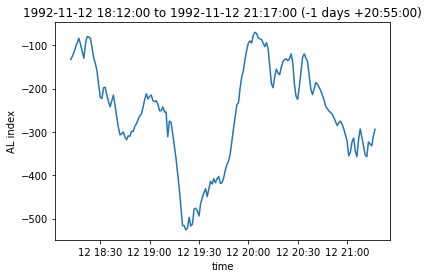 1992-11-12 18:12:00 to 1992-11-12 21:17:00 (-1 days +20:55:00)
−100
−200
−300
−400
−500
AL index
12 18:30 12 19:00 12 19:30 12 20:00 12 20:30 12 21:00
time